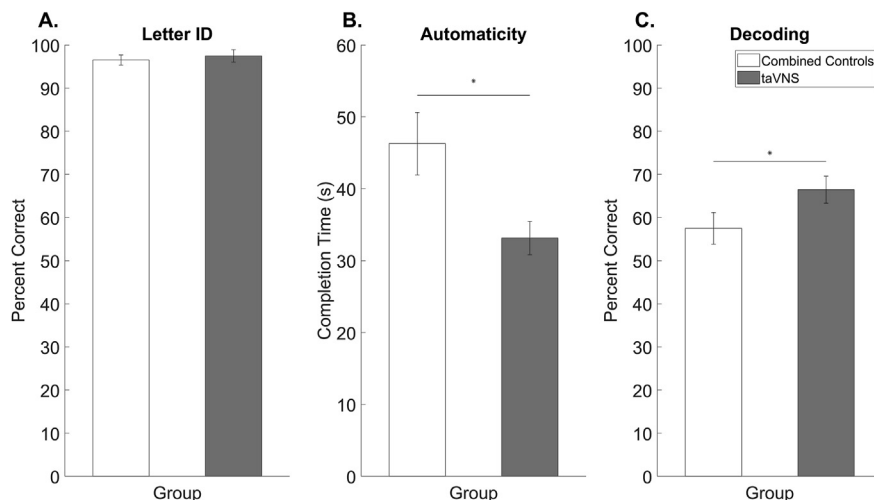 A.
Letter ID
Percent Correct
100
90
80
70
60
50
40
30
20
10
0
Group
B.
Automaticity
Completion Time (s)
60
50
40
30
20
10
0
*
Group
C.
Decoding
Percent Correct
100
90
80
70
60
50
40
30
20
10
0
*
Combined Controls
taVNS
Group